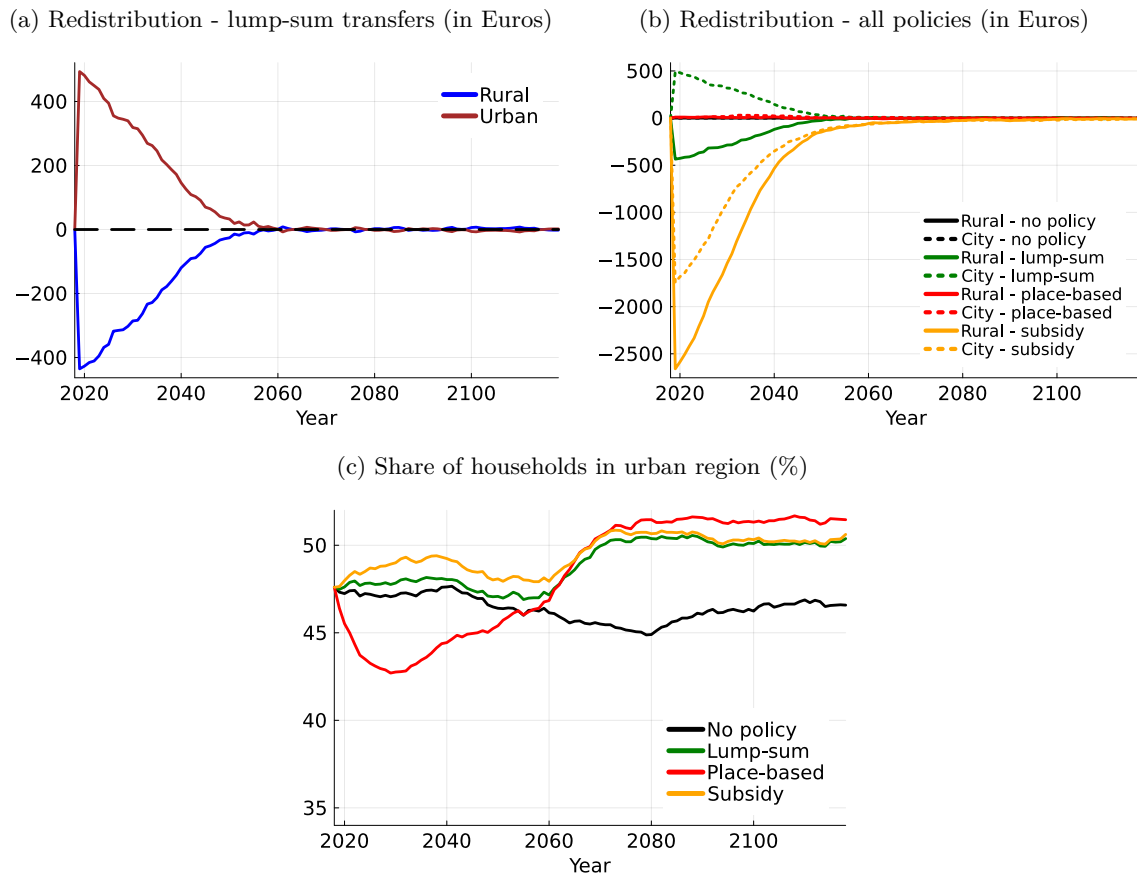 (a) Redistribution - lump-sum transfers (in Euros)
400
200
0
−200
−400
2020 2040 2060 2080 2100
Year
Rural
Urban
(b) Redistribution - all policies (in Euros)
500
0
−500
−1000
−1500
−2000
−2500
2020 2040 2060 2080 2100
Year
Rural - no policy
City - no policy
Rural - lump-sum
City - lump-sum
Rural - place-based
City - place-based
Rural - subsidy
City - subsidy
(c) Share of households in urban region (%)
50
45
40
35
2020 2040 2060 2080 2100
Year
No policy
Lump-sum
Place-based
Subsidy